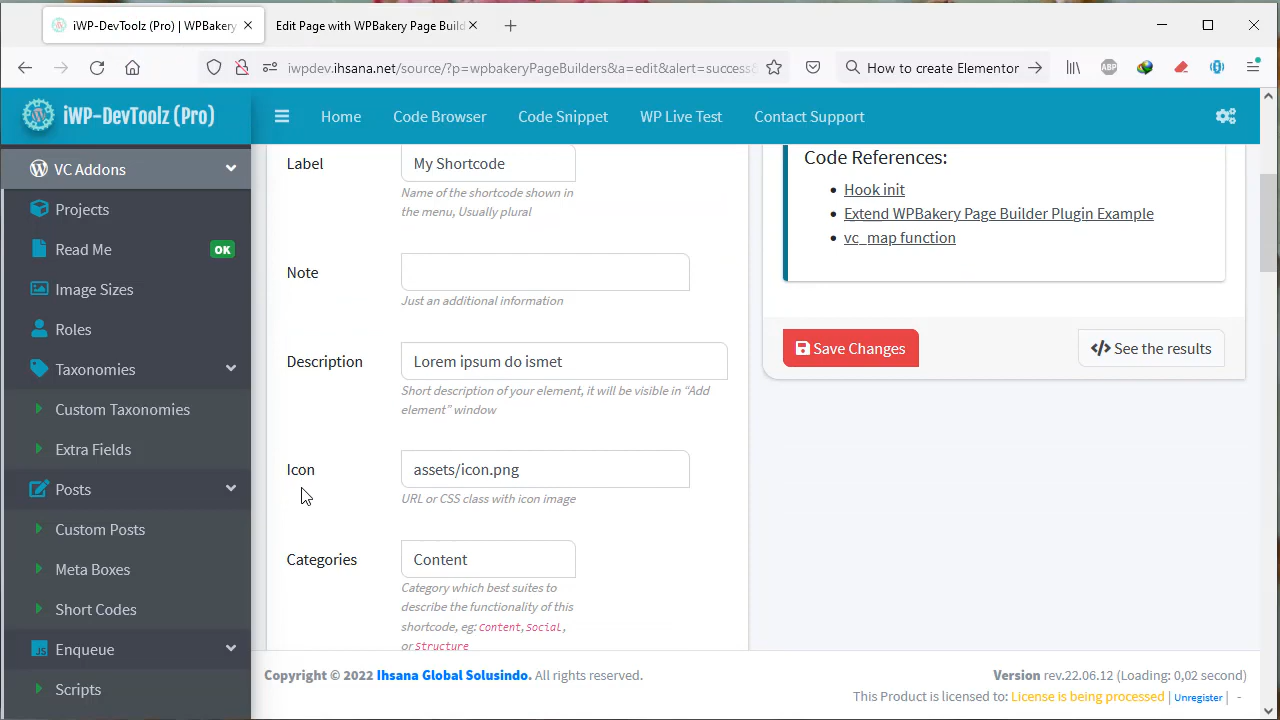 iWP-DevToolz (Pro) | WPBakery
Edit Page with WPBakery Page Build
iwpdev.ihsana.net/source/?p=wpbakeryPageBuilders&a=edit&alert=success&
How to create Elementor
ABP
iWP-DevToolz (Pro)
Home
Code Browser
Code Snippet
WP Live Test
Contact Support
VC Addons
Projects
Read Me
OK
Image Sizes
Roles
Taxonomies
Custom Taxonomies
Extra Fields
Posts
Custom Posts
Meta Boxes
Short Codes
JS
Enqueue
Scripts
Label
My Shortcode
Name of the shortcode shown in
the menu, Usually plural
Note
Just an additional information
Description
Lorem ipsum do ismet
Short description of your element, it will be visible in “Add
element” window
Icon
assets/icon.png
URL or CSS class with icon image
Categories
Content
Category which best suites to
describe the functionality of this
shortcode, eg: Content, Social,
or Structure
Code References:
Hook init
Extend WPBakery Page Builder Plugin Example
vc_map function
Save Changes
See the results
Copyright © 2022 Ihsana Global Solusindo. All rights reserved.
Version rev.22.06.12 (Loading: 0,02 second)
This Product is licensed to: License is being processed | Unregister | -